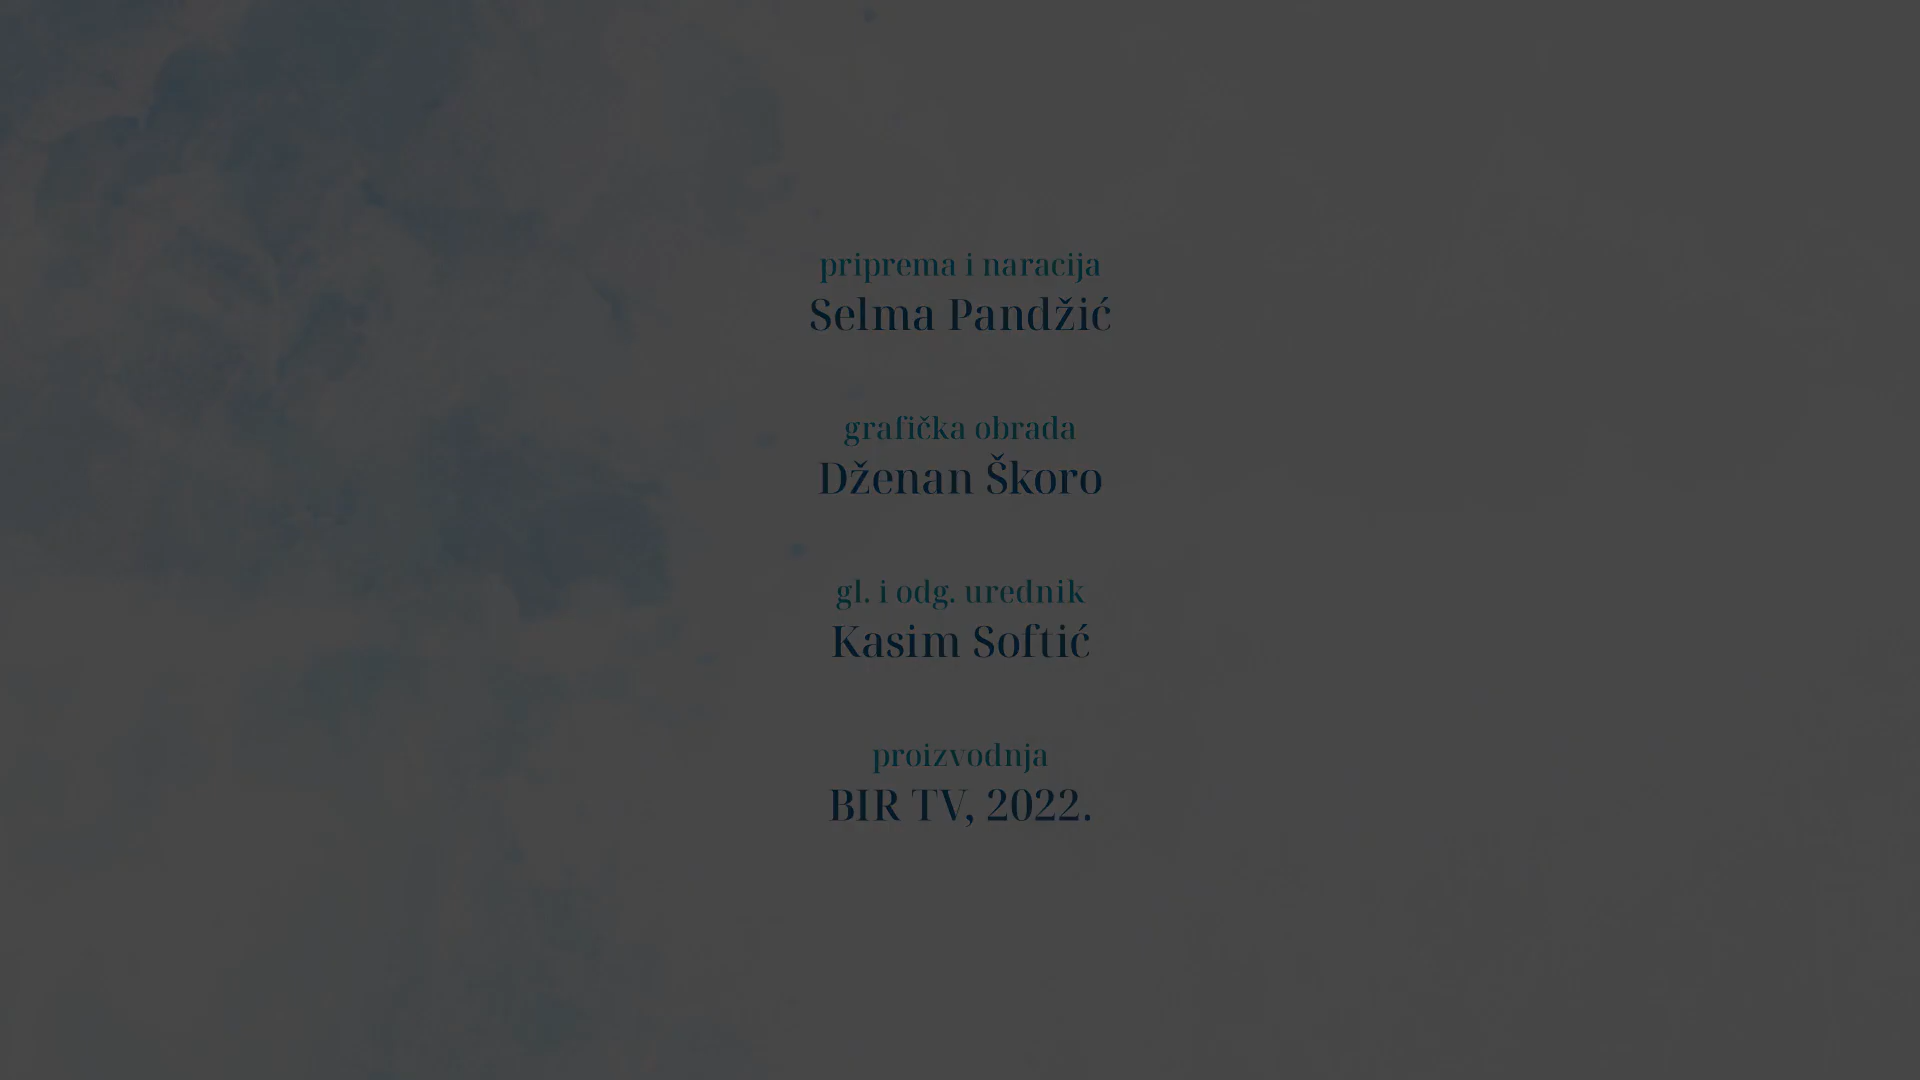 priprema i naracija
Selma Pandžić
grafička obrada
Dženan Škoro
gl. i odg. urednik
Kasim Softić
proizvodnja
BIR TV, 2022.